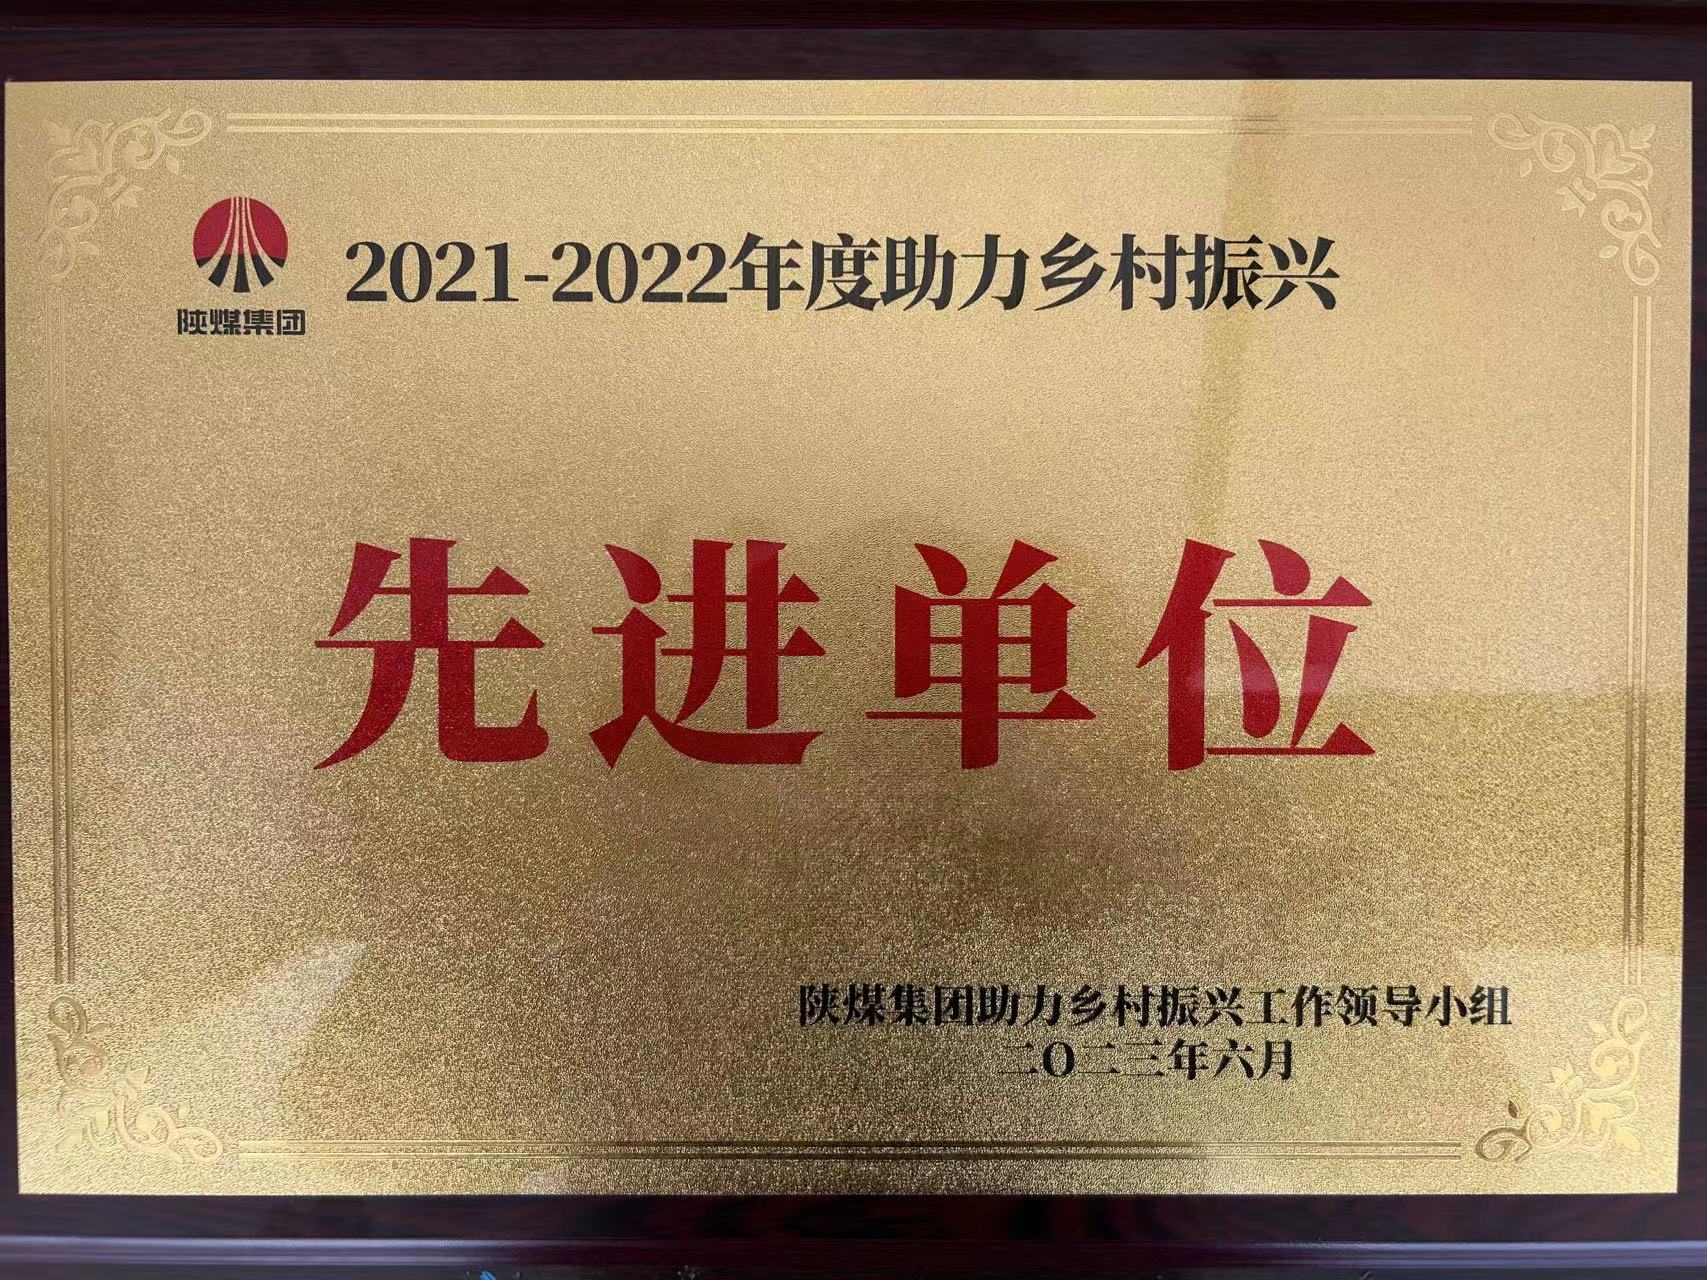 陕煤集团
2021-2022年度助力乡村振兴
先进单位
陕煤集团助力乡村振兴工作领导小组
二〇二三年六月